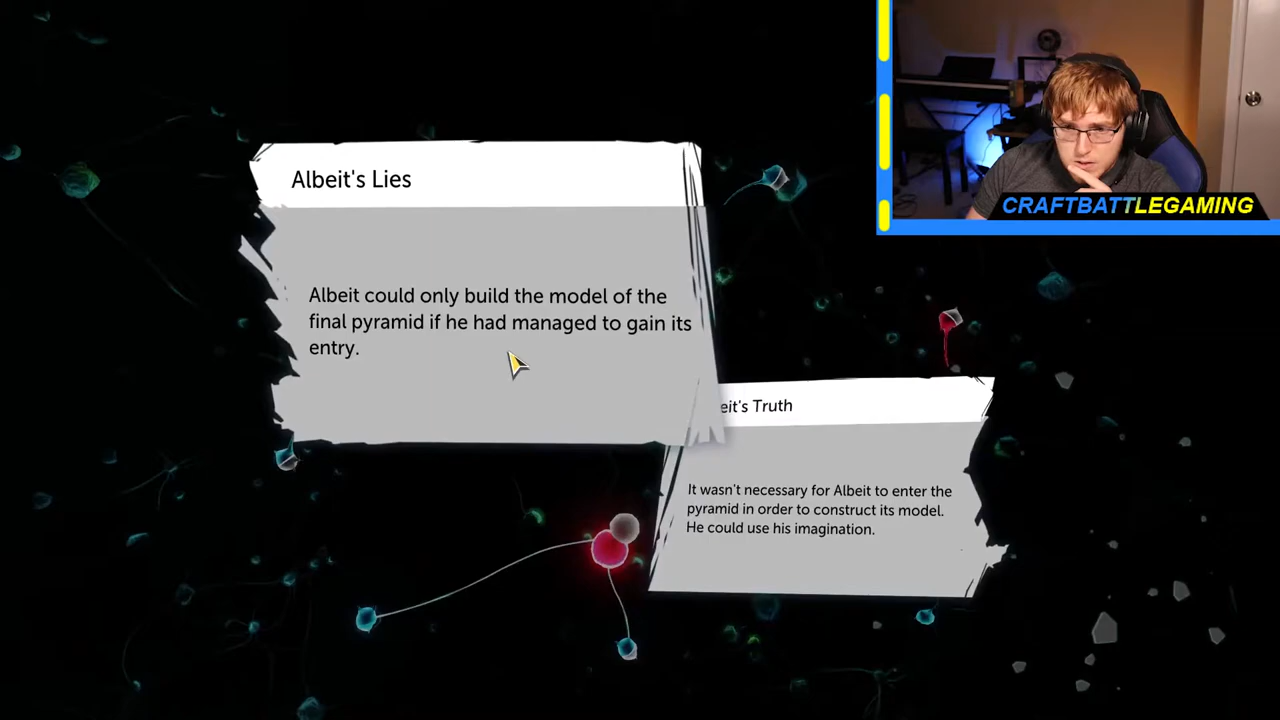 Albeit's Lies
Albeit could only build the model of the
final pyramid if he had managed to gain its
entry.
eit's Truth
It wasn't necessary for Albeit to enter the
pyramid in order to construct its model.
He could use his imagination.
CRAFTBATTLEGAMING